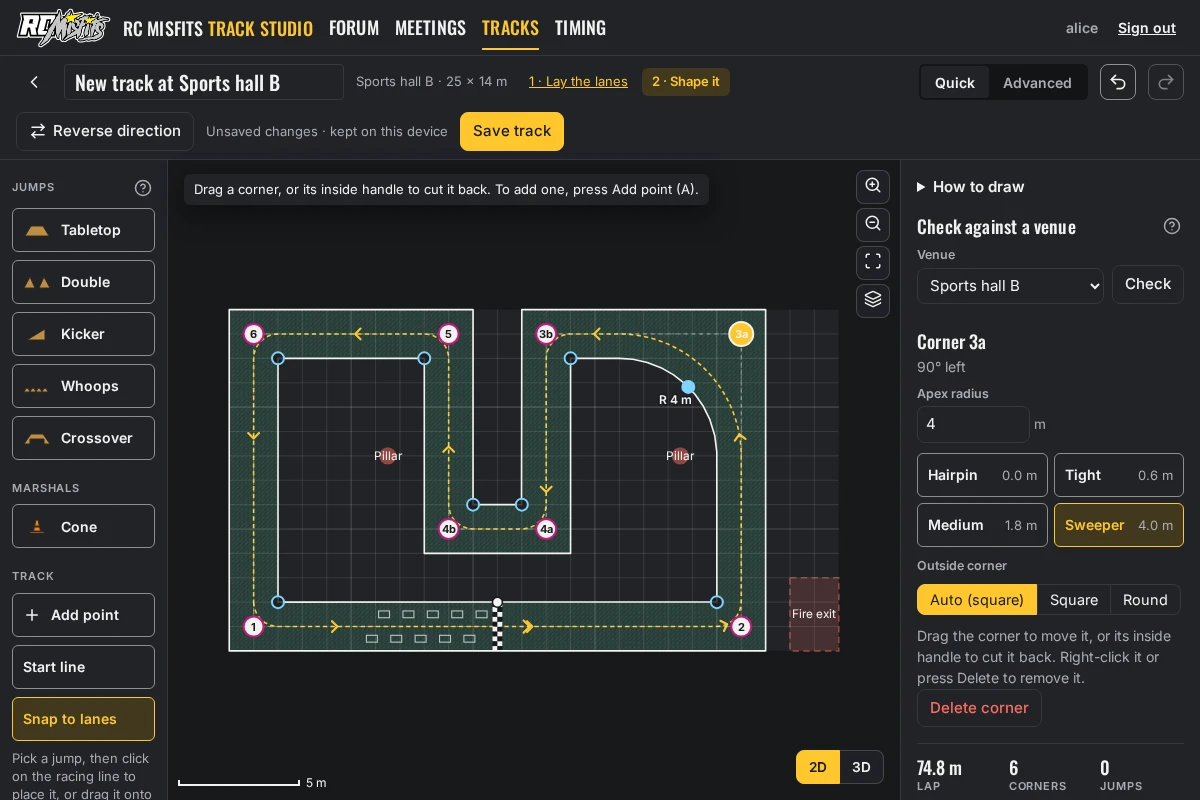 RC Misfits
RC MISFITS TRACK STUDIO FORUM MEETINGS TRACKS TIMING
alice Sign out
New track at Sports hall B
Sports hall B · 25 × 14 m
1 · Lay the lanes
2 · Shape it
Quick Advanced
Reverse direction
Unsaved changes · kept on this device
Save track
JUMPS
Tabletop
Double
Kicker
Whoops
Crossover
MARSHALS
Cone
TRACK
Add point
Start line
Snap to lanes
Pick a jump, then click
on the racing line to
place it, or drag it onto
Drag a corner, or its inside handle to cut it back. To add one, press Add point (A).
6 5 3b 3a
R 4 m
Pillar Pillar
4b 4a
Fire exit
1 2
5 m
2D 3D
How to draw
Check against a venue
Venue
Sports hall B
Check
Corner 3a
90° left
Apex radius
4 m
Hairpin 0.0 m Tight 0.6 m
Medium 1.8 m Sweeper 4.0 m
Outside corner
Auto (square) Square Round
Drag the corner to move it, or its inside
handle to cut it back. Right-click it or
press Delete to remove it.
Delete corner
74.8 m 6 0
LAP CORNERS JUMPS